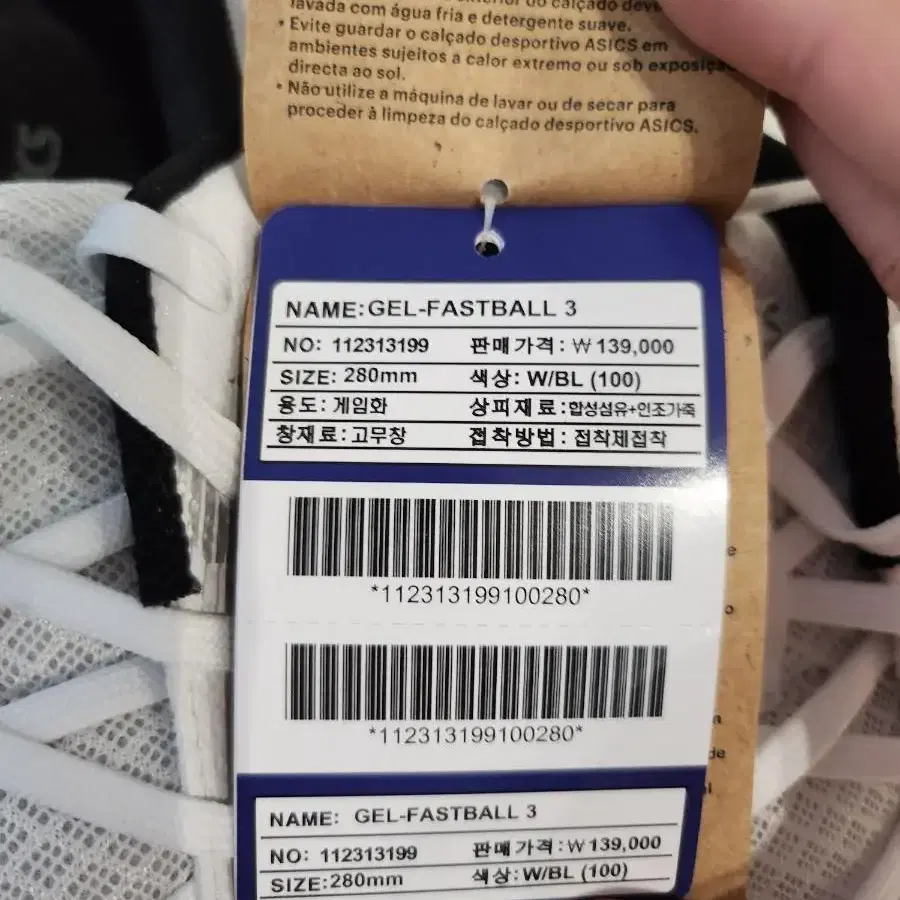 lavada com água fria e detergente suave.
• Evite guardar o calçado desportivo ASICS em
ambientes sujeitos a calor extremo ou sob exposição
directa ao sol.
• Não utilize a máquina de lavar ou de secar para
proceder à limpeza do calçado desportivo ASICS.
NAME:GEL-FASTBALL 3
NO: 112313199 판매가격: ₩139,000
SIZE: 280mm 색상: W/BL (100)
용도: 게임화 상피재료:합성섬유+인조가죽
창재료:고무창 접착방법: 접착제접착
*112313199100280*
*112313199100280*
NAME: GEL-FASTBALL 3
NO: 112313199 판매가격:₩139,000
SIZE:280mm 색상: W/BL (100)